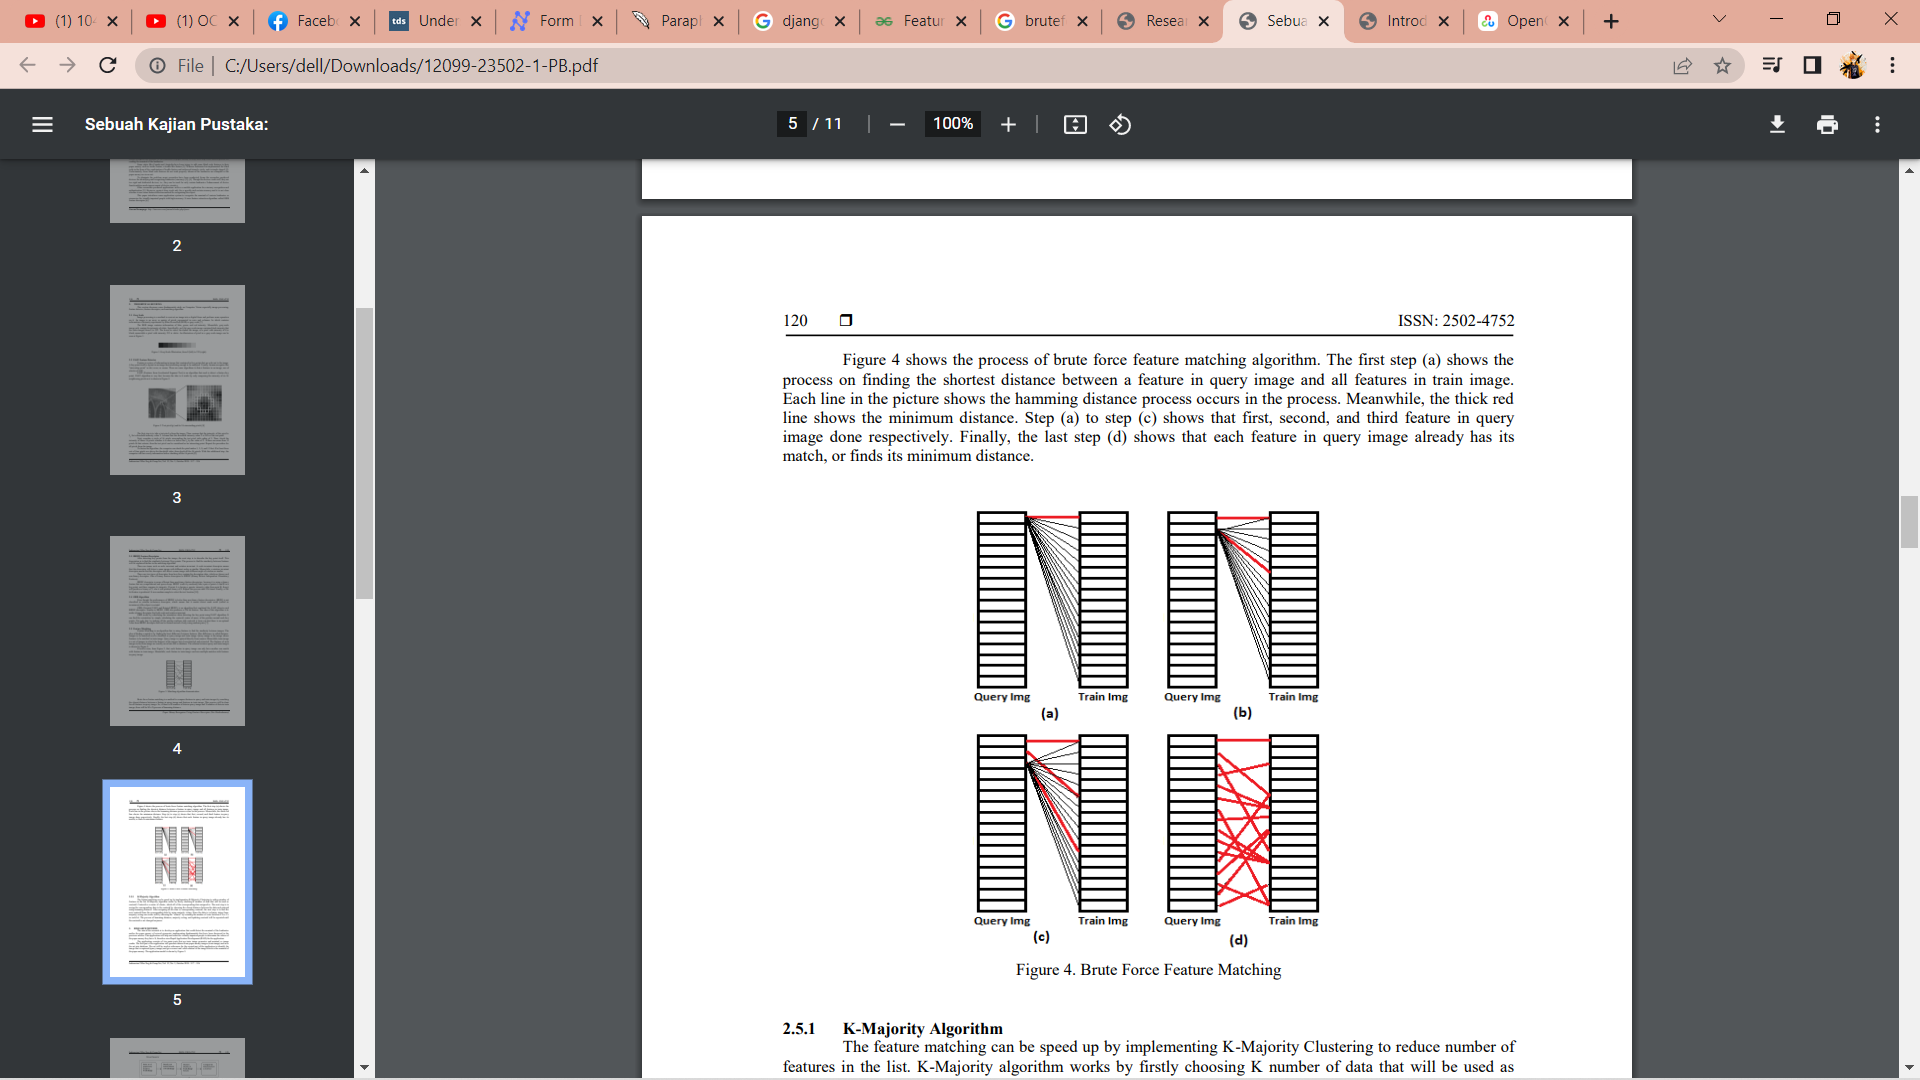 (1) 104
(1) OC
Faceb
Under
Form
Parap
djang
Featur
brutef
Resea
Sebua
Introd
Open
tds
File
C:/Users/dell/Downloads/12099-23502-1-PB.pdf
Sebuah Kajian Pustaka:
5 / 11
100%
2
3
4
5
120
ISSN: 2502-4752
Figure 4 shows the process of brute force feature matching algorithm. The first step (a) shows the
process on finding the shortest distance between a feature in query image and all features in train image.
Each line in the picture shows the hamming distance process occurs in the process. Meanwhile, the thick red
line shows the minimum distance. Step (a) to step (c) shows that first, second, and third feature in query
image done respectively. Finally, the last step (d) shows that each feature in query image already has its
match, or finds its minimum distance.
Query Img Train Img Query Img Train Img
(a) (b)
Query Img Train Img Query Img Train Img
(c) (d)
Figure 4. Brute Force Feature Matching
2.5.1 K-Majority Algorithm
The feature matching can be speed up by implementing K-Majority Clustering to reduce number of
features in the list. K-Majority algorithm works by firstly choosing K number of data that will be used as